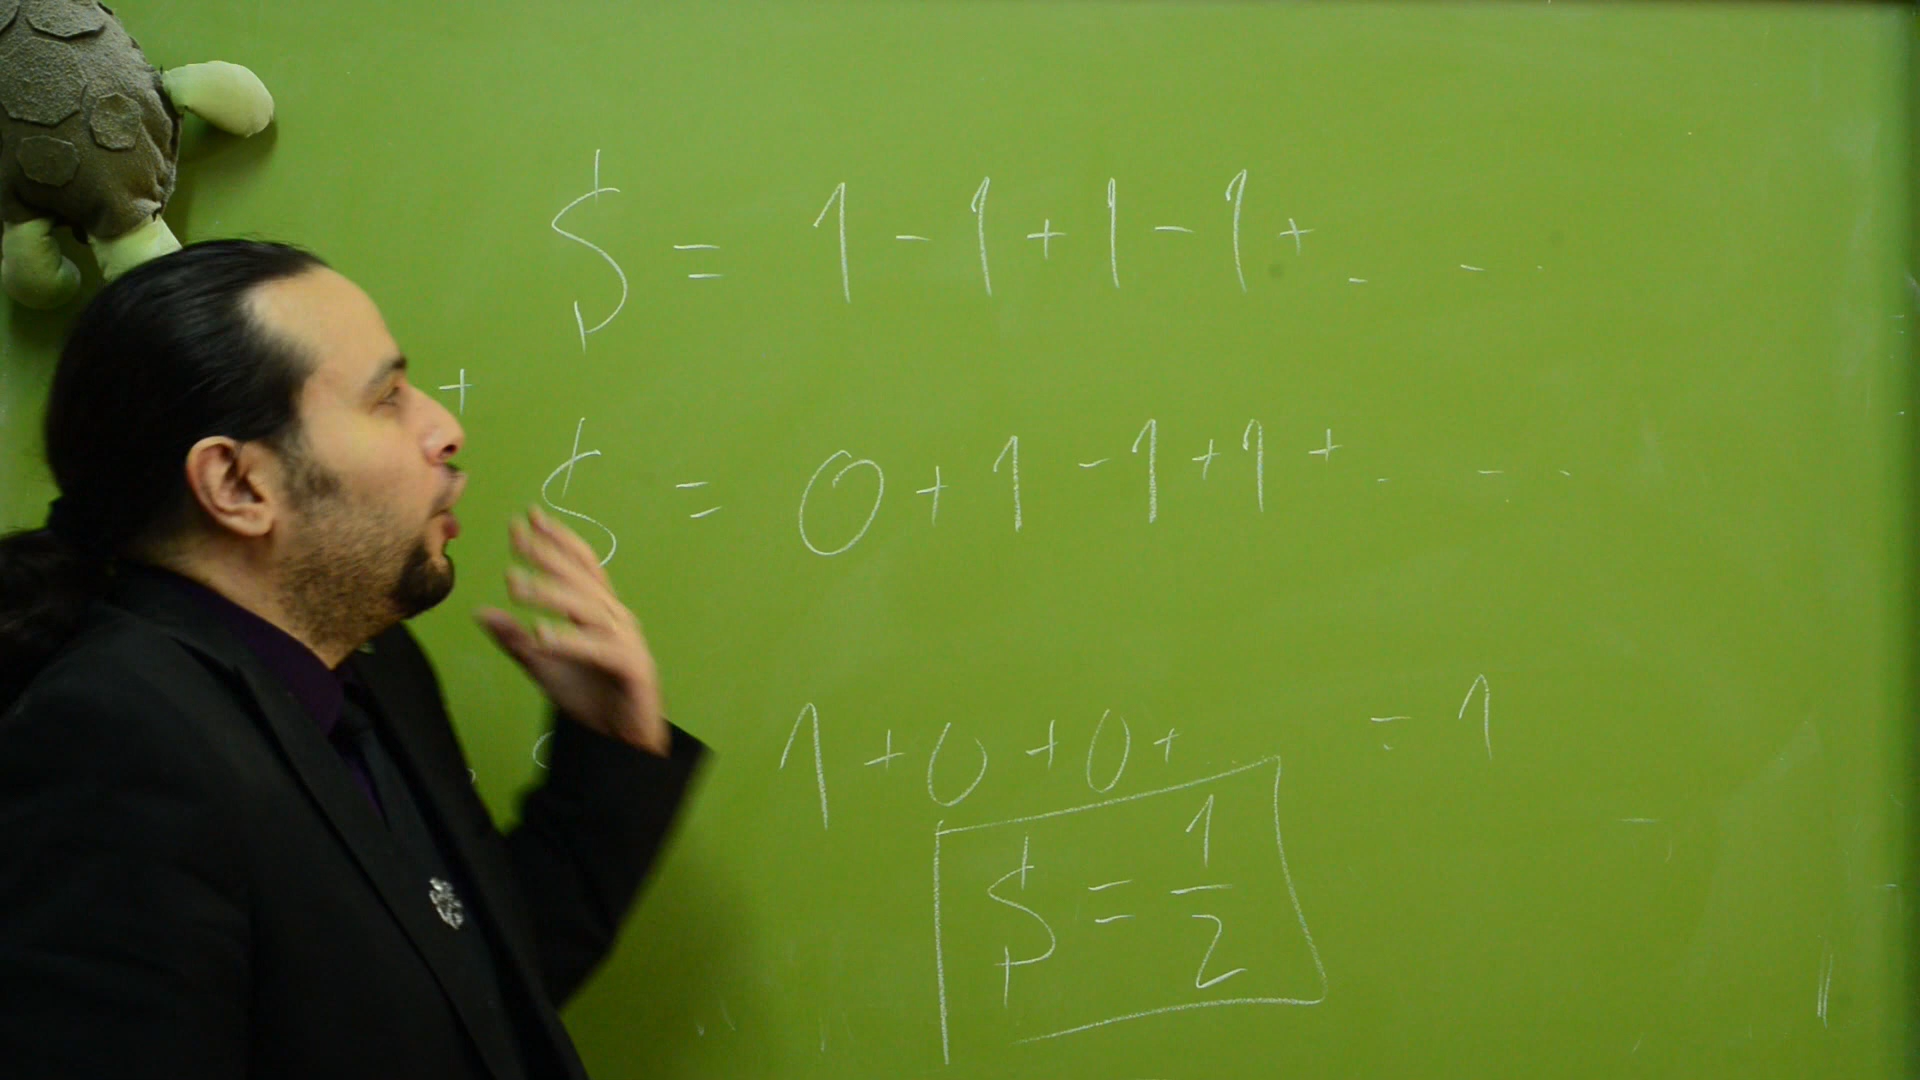 S = 1 - 1 + 1 - 1 + . . .
+
S = 0 + 1 - 1 + 1 + . . .
1 + 0 + 0 + = 1
S = 1/2